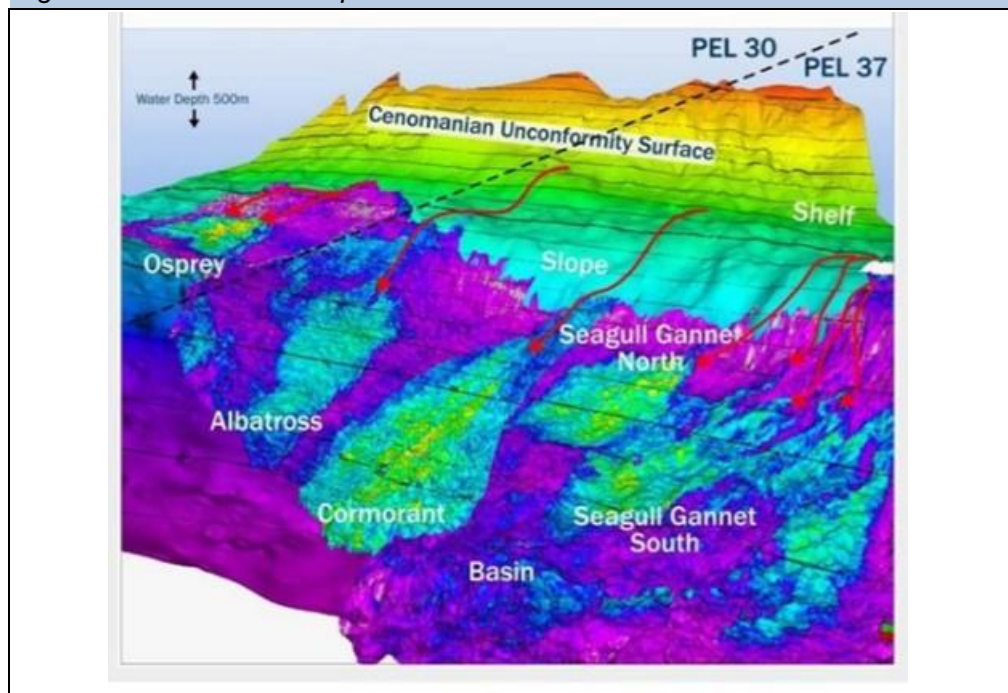 PEL 30
PEL 37
Water Depth 500m
Cenomanian Unconformity Surface
Shelf
Osprey
Slope
Seagull Gannet
North
Albatross
Cormorant
Seagull Gannet
South
Basin